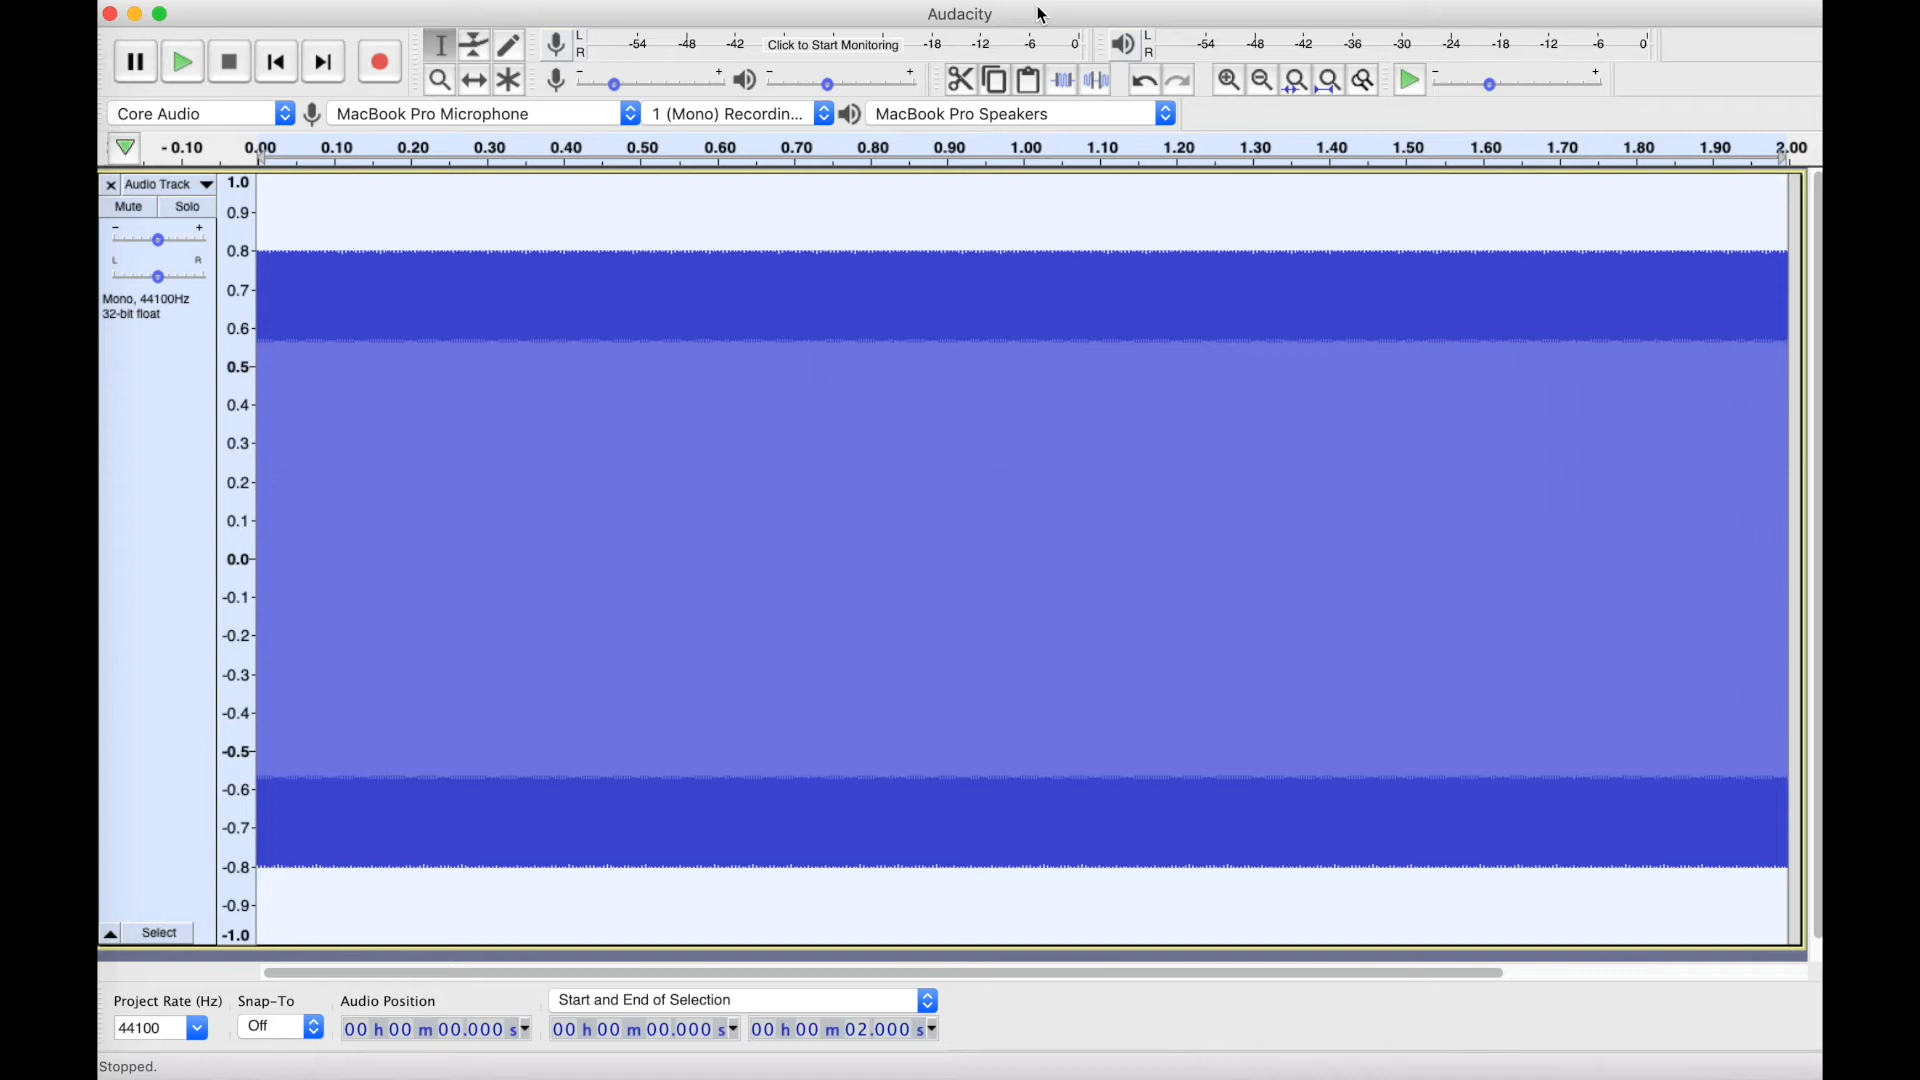 Audacity
L
R
-54 -48 -42 Click to Start Monitoring -18 -12 -6 0
L
R
-54 -48 -42 -36 -30 -24 -18 -12 -6 0
- + - + - +
Core Audio MacBook Pro Microphone 1 (Mono) Recordin... MacBook Pro Speakers
- 0.10 0.00 0.10 0.20 0.30 0.40 0.50 0.60 0.70 0.80 0.90 1.00 1.10 1.20 1.30 1.40 1.50 1.60 1.70 1.80 1.90 2.00
Audio Track
Mute Solo
- +
L R
Mono, 44100Hz
32-bit float
1.0
0.9-
0.8-
0.7-
0.6-
0.5-
0.4-
0.3-
0.2-
0.1-
0.0-
-0.1-
-0.2-
-0.3-
-0.4-
-0.5-
-0.6-
-0.7-
-0.8-
-0.9-
-1.0
Select
Project Rate (Hz) Snap-To Audio Position Start and End of Selection
44100 Off 00 h 00 m 00.000 s 00 h 00 m 00.000 s 00 h 00 m 02.000 s
Stopped.